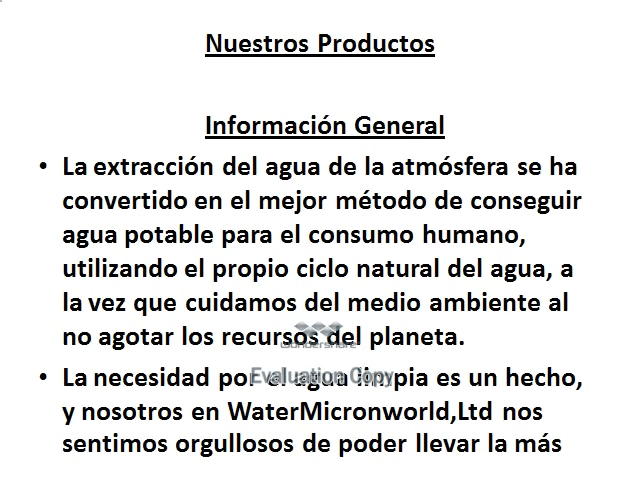 Nuestros Productos
Información General
• La extracción del agua de la atmósfera se ha
convertido en el mejor método de conseguir
agua potable para el consumo humano,
utilizando el propio ciclo natural del agua, a
la vez que cuidamos del medio ambiente al
no agotar los recursos del planeta.
wondershare
Evaluation Copy
• La necesidad por el agua limpia es un hecho,
y nosotros en WaterMicronworld,Ltd nos
sentimos orgullosos de poder llevar la más